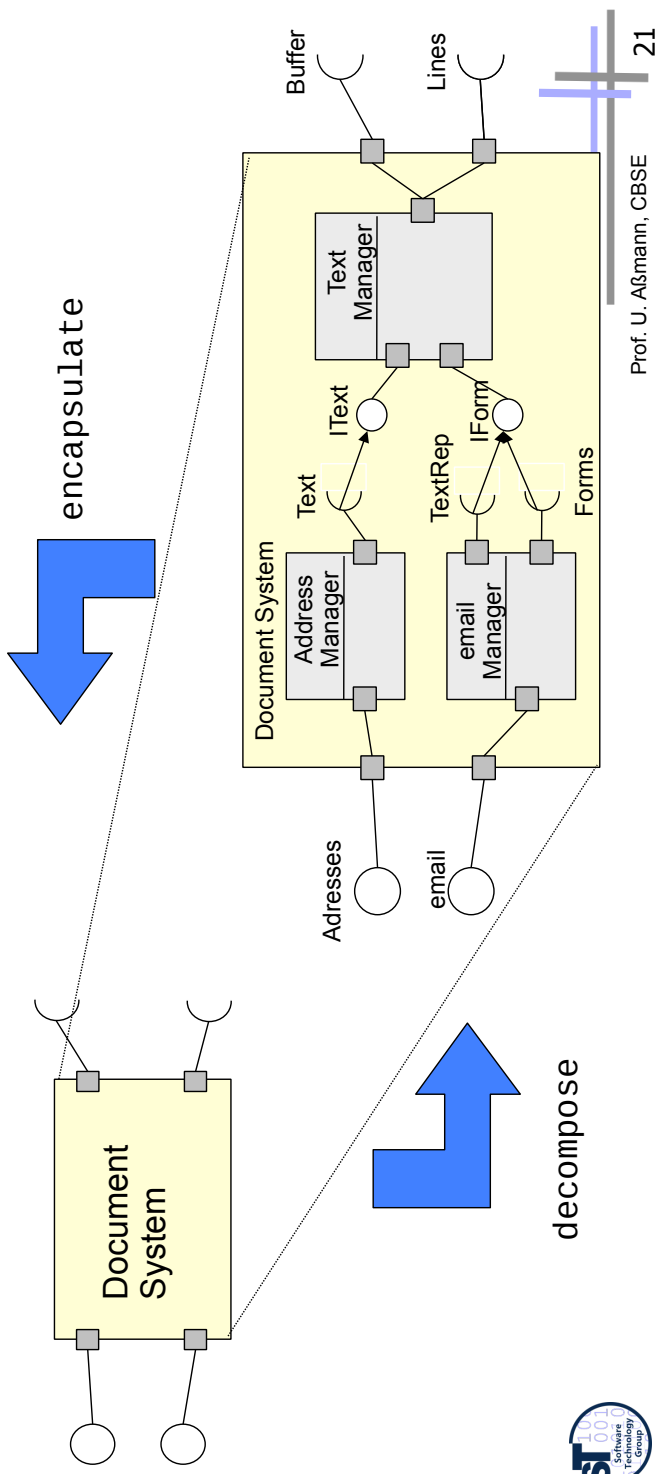 encapsulate
Document
System
decompose
Document System
Adresses
email
Address
Manager
email
Manager
Text
TextRep
Forms
IText
IForm
Text
Manager
Buffer
Lines
Prof. U. Aßmann, CBSE
21
ST
Software
Technology
Group